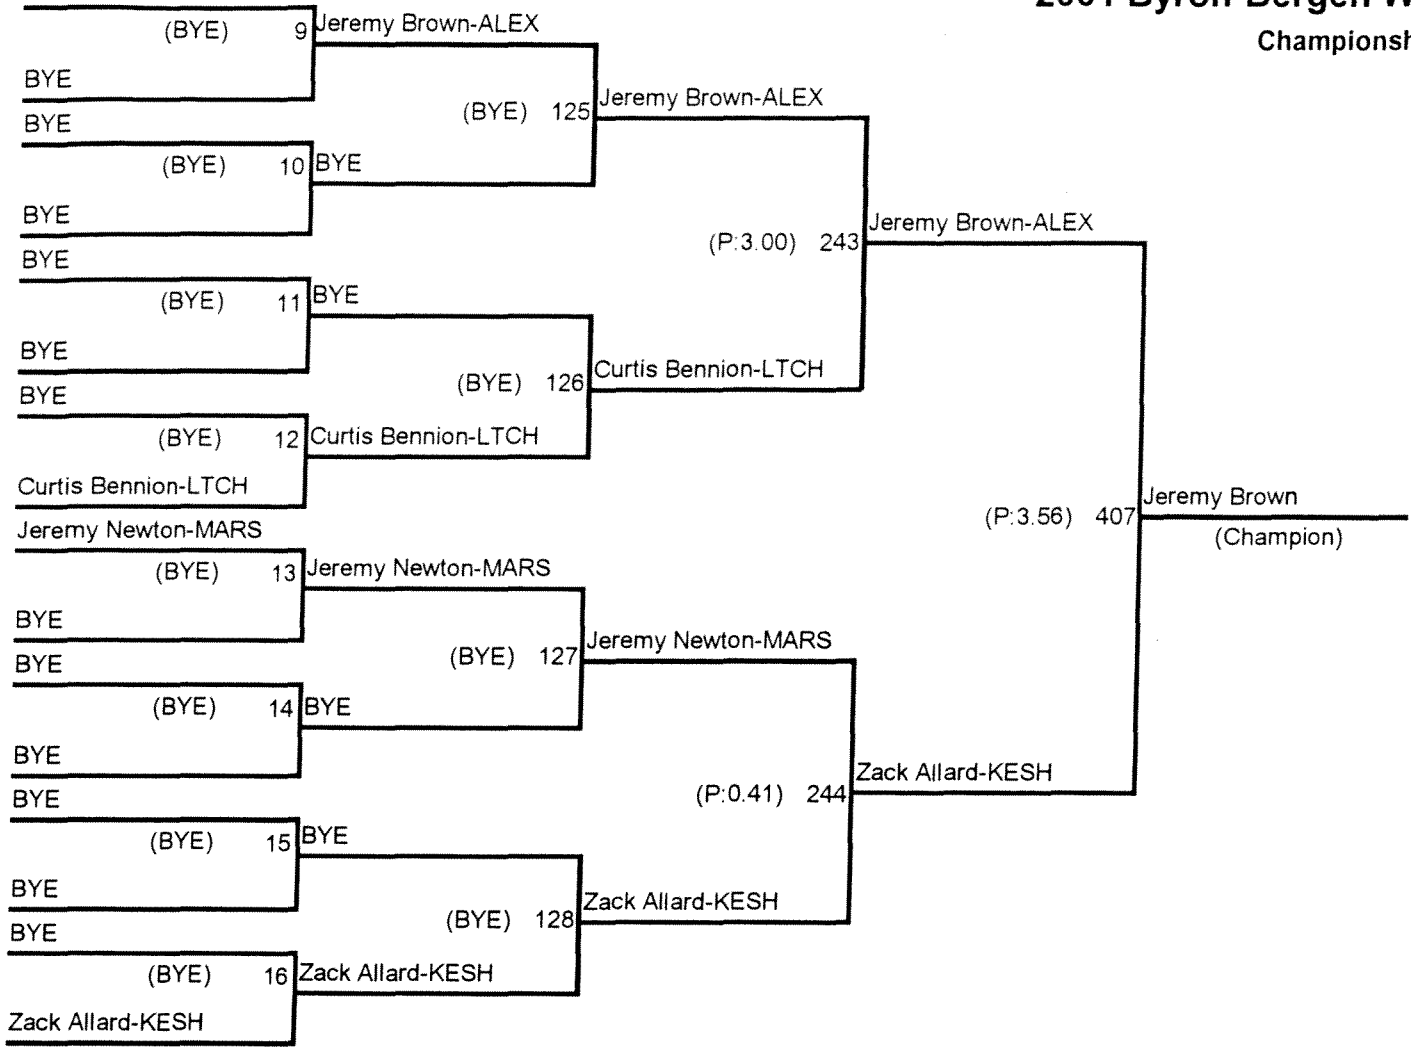 2001 Byron-Bergen W
Championsh
(BYE) 9 Jeremy Brown-ALEX
BYE
(BYE) 125 Jeremy Brown-ALEX
BYE
(BYE) 10 BYE
BYE
(P:3.00) 243 Jeremy Brown-ALEX
BYE
(BYE) 11 BYE
BYE
(BYE) 126 Curtis Bennion-LTCH
BYE
(BYE) 12 Curtis Bennion-LTCH
Curtis Bennion-LTCH
(P:3.56) 407 Jeremy Brown
(Champion)
Jeremy Newton-MARS
(BYE) 13 Jeremy Newton-MARS
BYE
(BYE) 127 Jeremy Newton-MARS
BYE
(BYE) 14 BYE
BYE
(P:0.41) 244 Zack Allard-KESH
BYE
(BYE) 15 BYE
BYE
(BYE) 128 Zack Allard-KESH
BYE
(BYE) 16 Zack Allard-KESH
Zack Allard-KESH